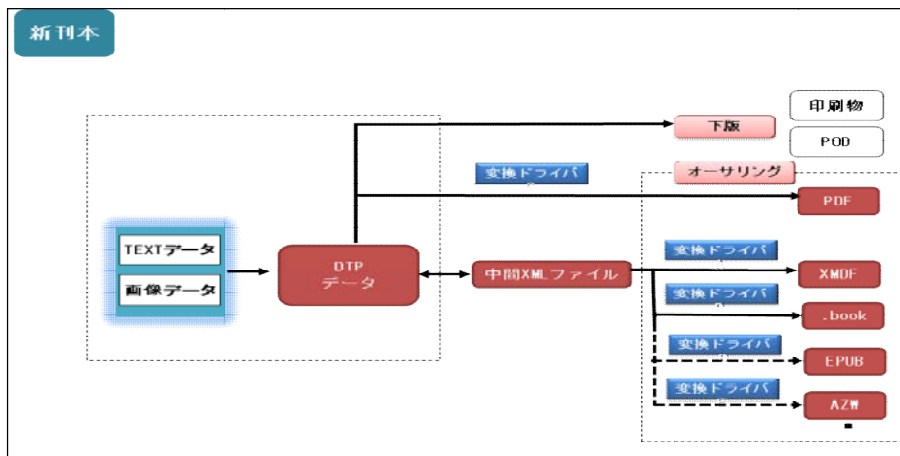 新刊本
印刷物
下版
POD
変換ドライバ
オーサリング
PDF
TEXTデータ
画像データ
DTP
データ
中間XMLファイル
変換ドライバ
XMDF
変換ドライバ
.book
変換ドライバ
EPUB
変換ドライバ
AZW